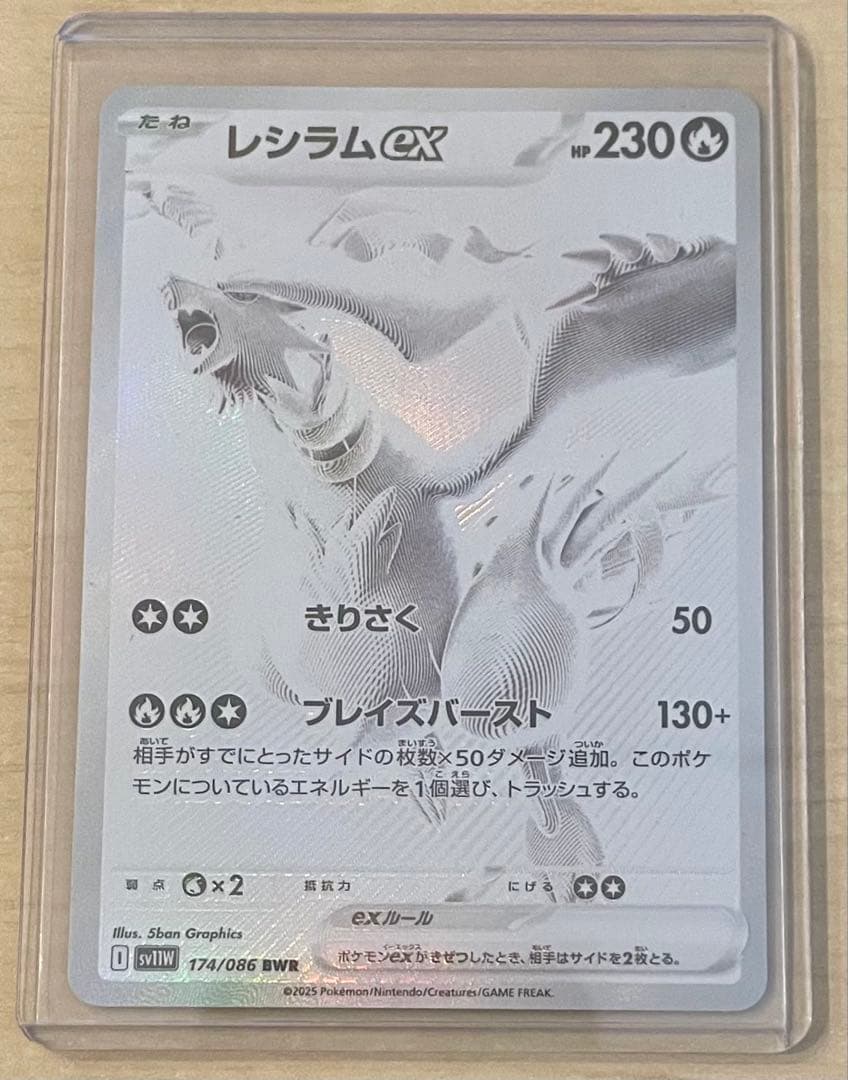 たね レシラムex HP230
きりさく 50
ブレイズバースト 130+
相手がすでにとったサイドの枚数×50ダメージ追加。このポケ
モンについているエネルギーを1個選び、トラッシュする。
弱点 ×2 抵抗力 にげる
exルール
ポケモンexがきぜつしたとき、相手はサイドを2枚とる。
Illus. 5ban Graphics
I sv11W 174/086 BWR
©2025 Pokémon/Nintendo/Creatures/GAME FREAK.